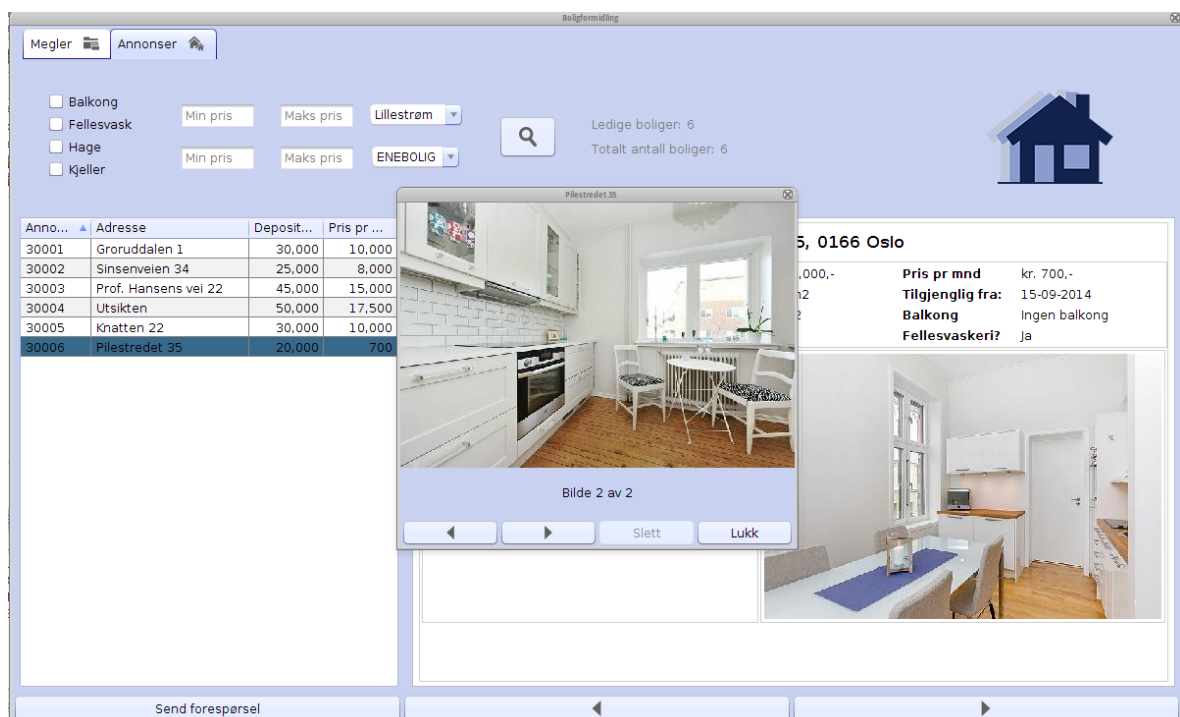 Boligformidling
Megler
Annonser
Balkong
Fellesvask
Hage
Kjeller
Min pris Maks pris Lillestrøm
Min pris Maks pris ENEBOLIG
Ledige boliger: 6
Totalt antall boliger: 6
Anno... Adresse Deposit... Pris pr ...
30001 Groruddalen 1 30,000 10,000
30002 Sinsenveien 34 25,000 8,000
30003 Prof. Hansens vei 22 45,000 15,000
30004 Utsikten 50,000 17,500
30005 Knatten 22 30,000 10,000
30006 Pilestredet 35 20,000 700
Pilestredet 35
Bilde 2 av 2
Slett
Lukk
5, 0166 Oslo
,000,- Pris pr mnd kr. 700,-
Tilgjenglig fra: 15-09-2014
Balkong Ingen balkong
Fellesvaskeri? Ja
Send forespørsel